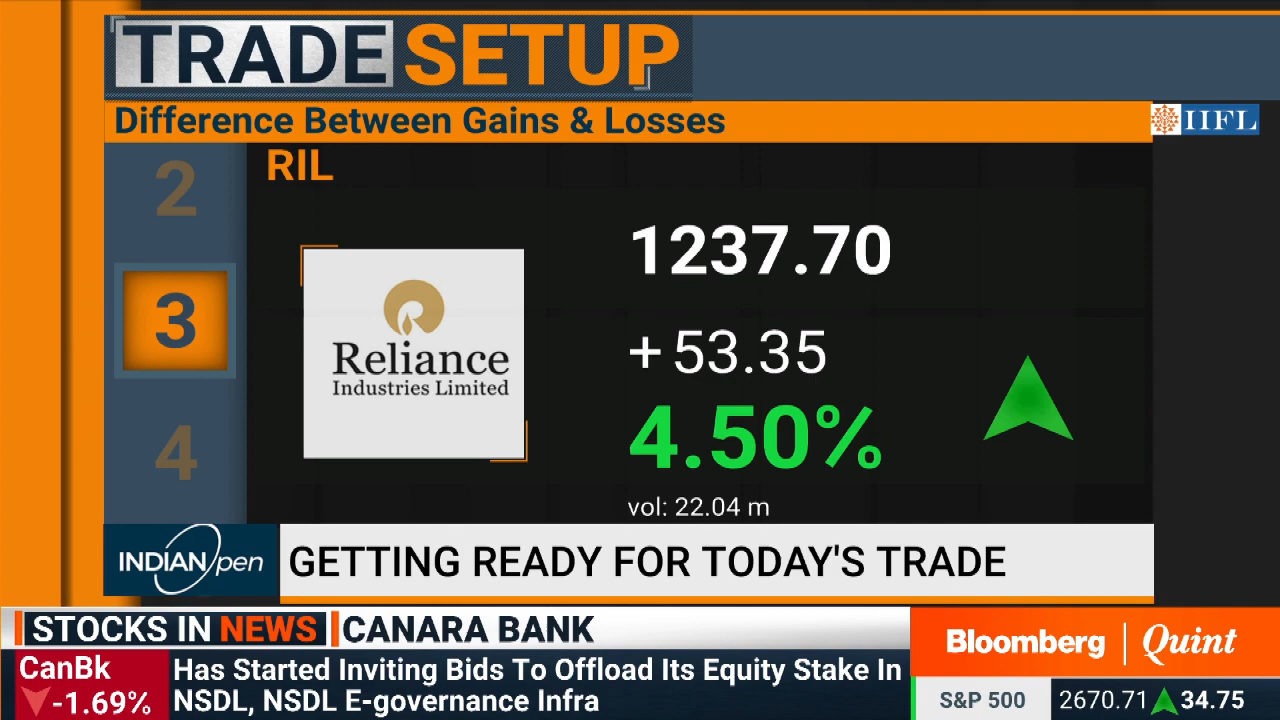 TRADE SETUP
Difference Between Gains & Losses
IIFL
2
3
4
RIL
Reliance
Industries Limited
1237.70
+53.35
4.50%
vol: 22.04 m
INDIAN Open
GETTING READY FOR TODAY'S TRADE
STOCKS IN NEWS
CANARA BANK
CanBk
-1.69%
Has Started Inviting Bids To Offload Its Equity Stake In
NSDL, NSDL E-governance Infra
Bloomberg | Quint
S&P 500 2670.71 34.75